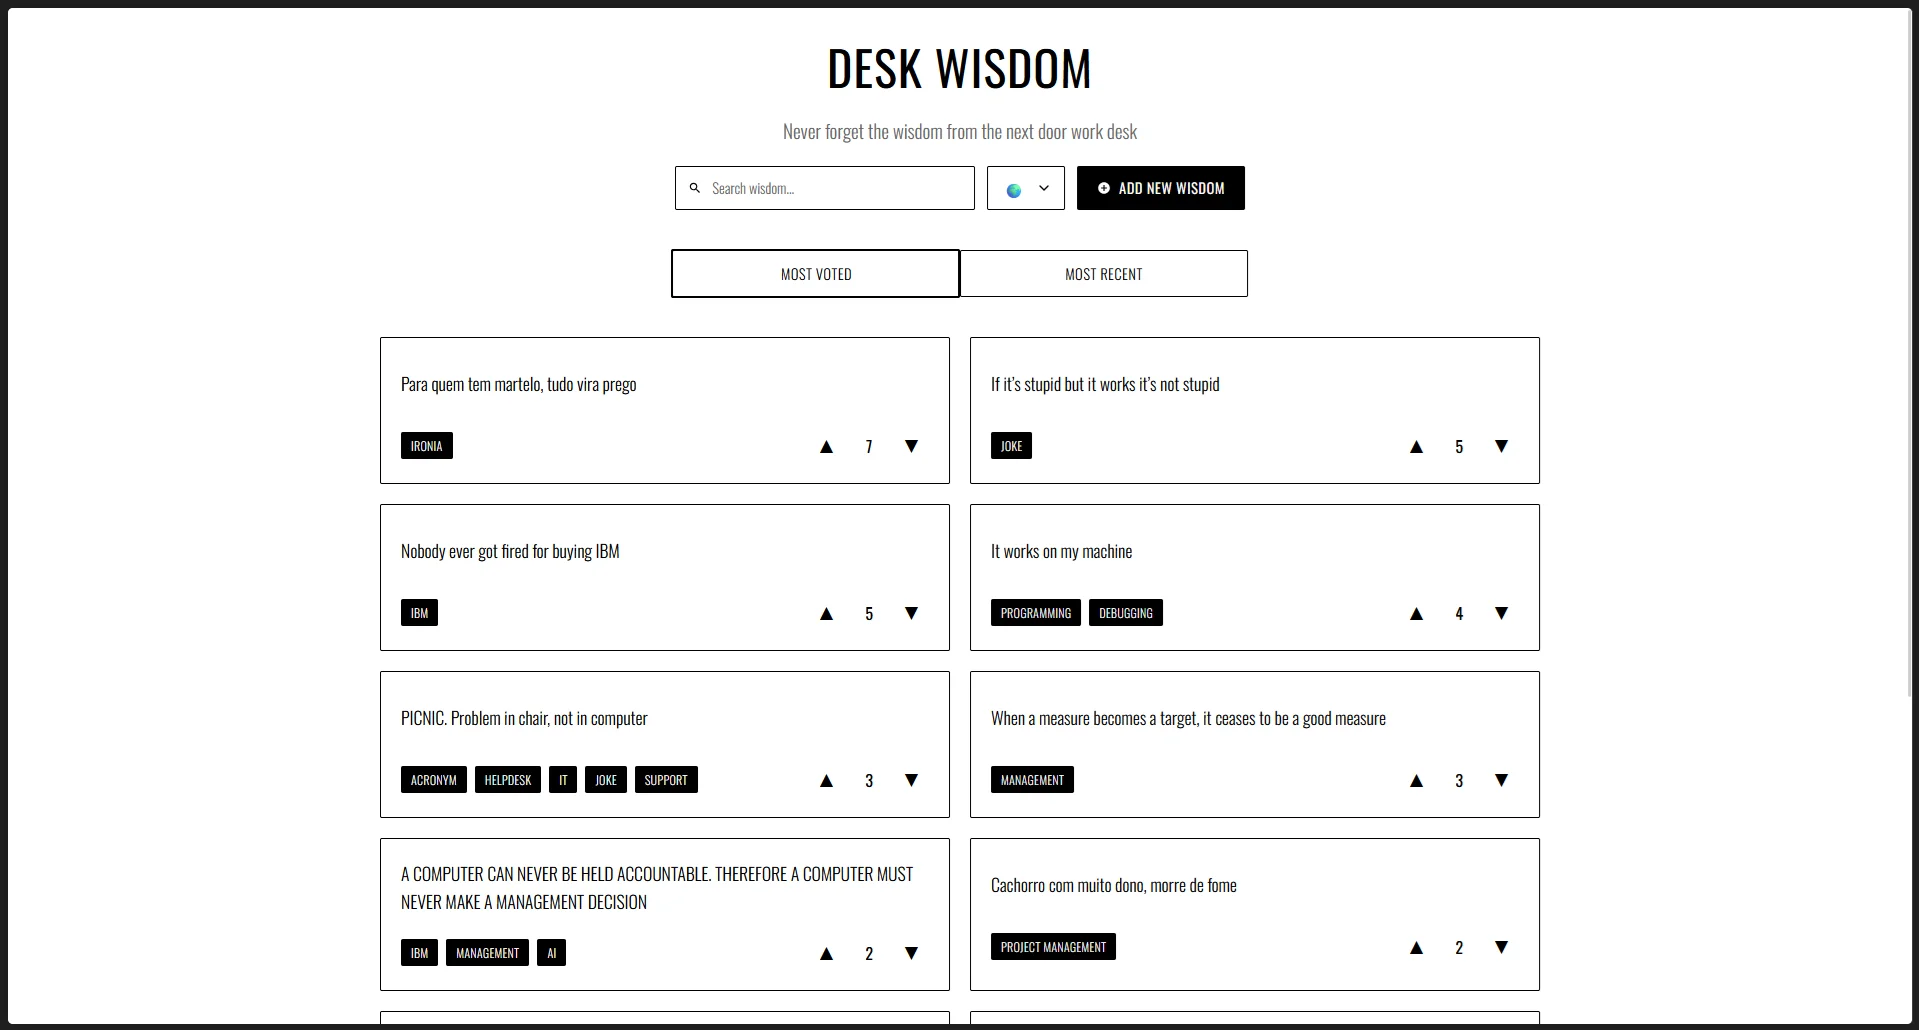 DESK WISDOM
Never forget the wisdom from the next door work desk
Search wisdom...
ADD NEW WISDOM
MOST VOTED
MOST RECENT
Para quem tem martelo, tudo vira prego
IRONIA
7
If it’s stupid but it works it’s not stupid
JOKE
5
Nobody ever got fired for buying IBM
IBM
5
It works on my machine
PROGRAMMING DEBUGGING
4
PICNIC. Problem in chair, not in computer
ACRONYM HELPDESK IT JOKE SUPPORT
3
When a measure becomes a target, it ceases to be a good measure
MANAGEMENT
3
A COMPUTER CAN NEVER BE HELD ACCOUNTABLE. THEREFORE A COMPUTER MUST
NEVER MAKE A MANAGEMENT DECISION
IBM MANAGEMENT AI
2
Cachorro com muito dono, morre de fome
PROJECT MANAGEMENT
2